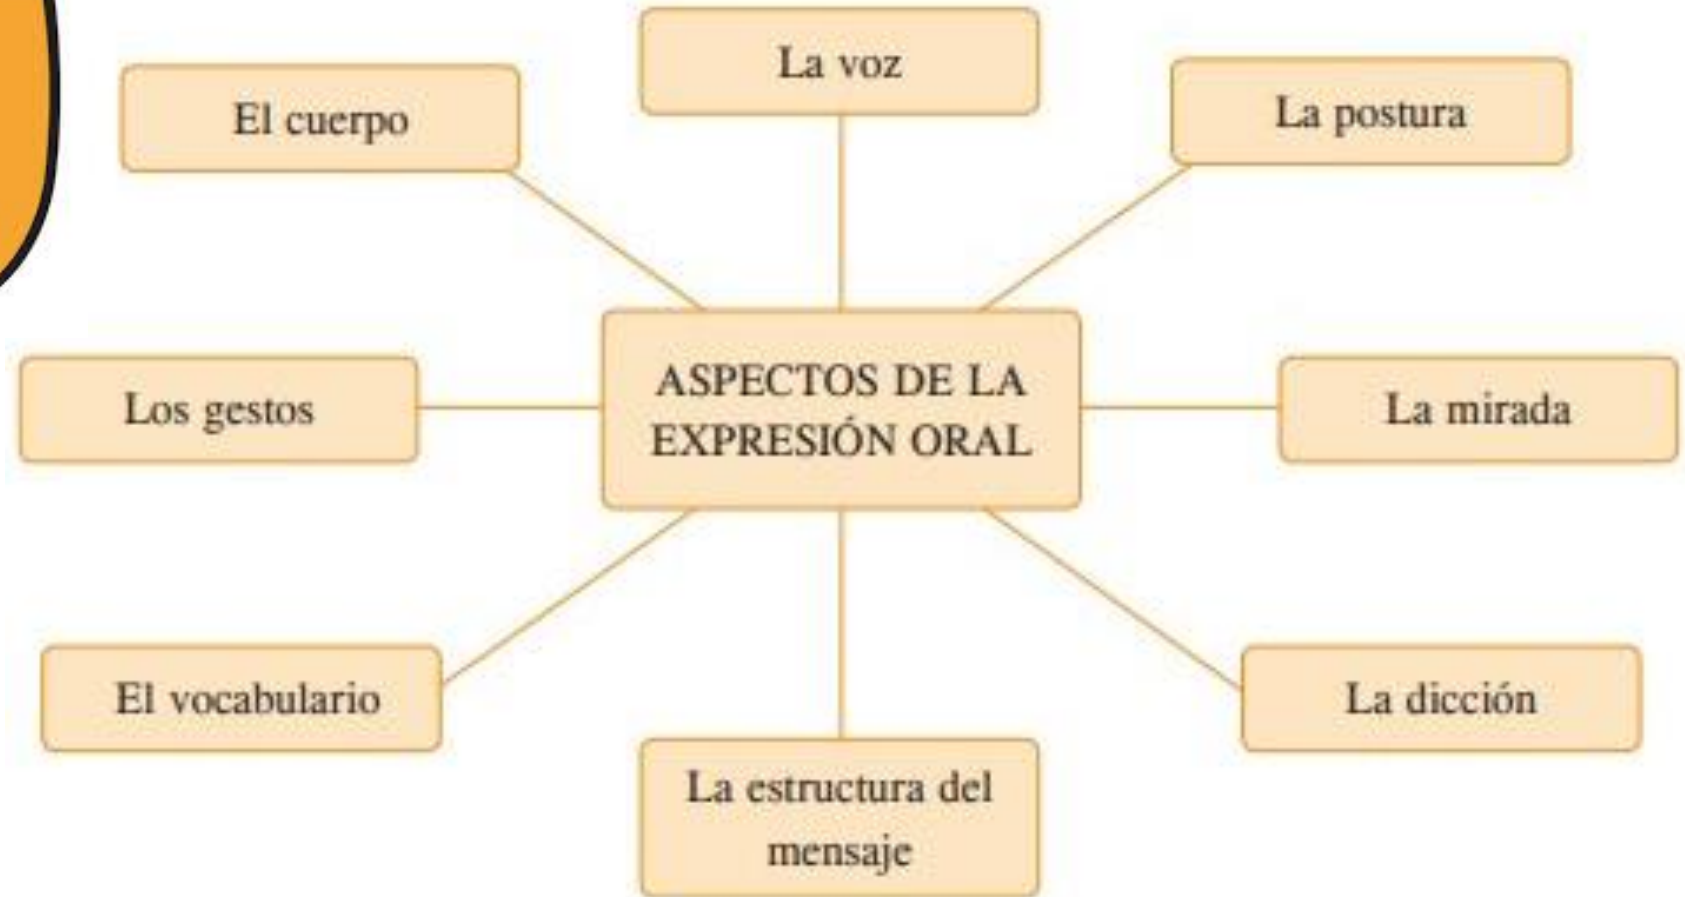 La voz
El cuerpo
La postura
ASPECTOS DE LA
EXPRESIÓN ORAL
Los gestos
La mirada
El vocabulario
La dicción
La estructura del
mensaje